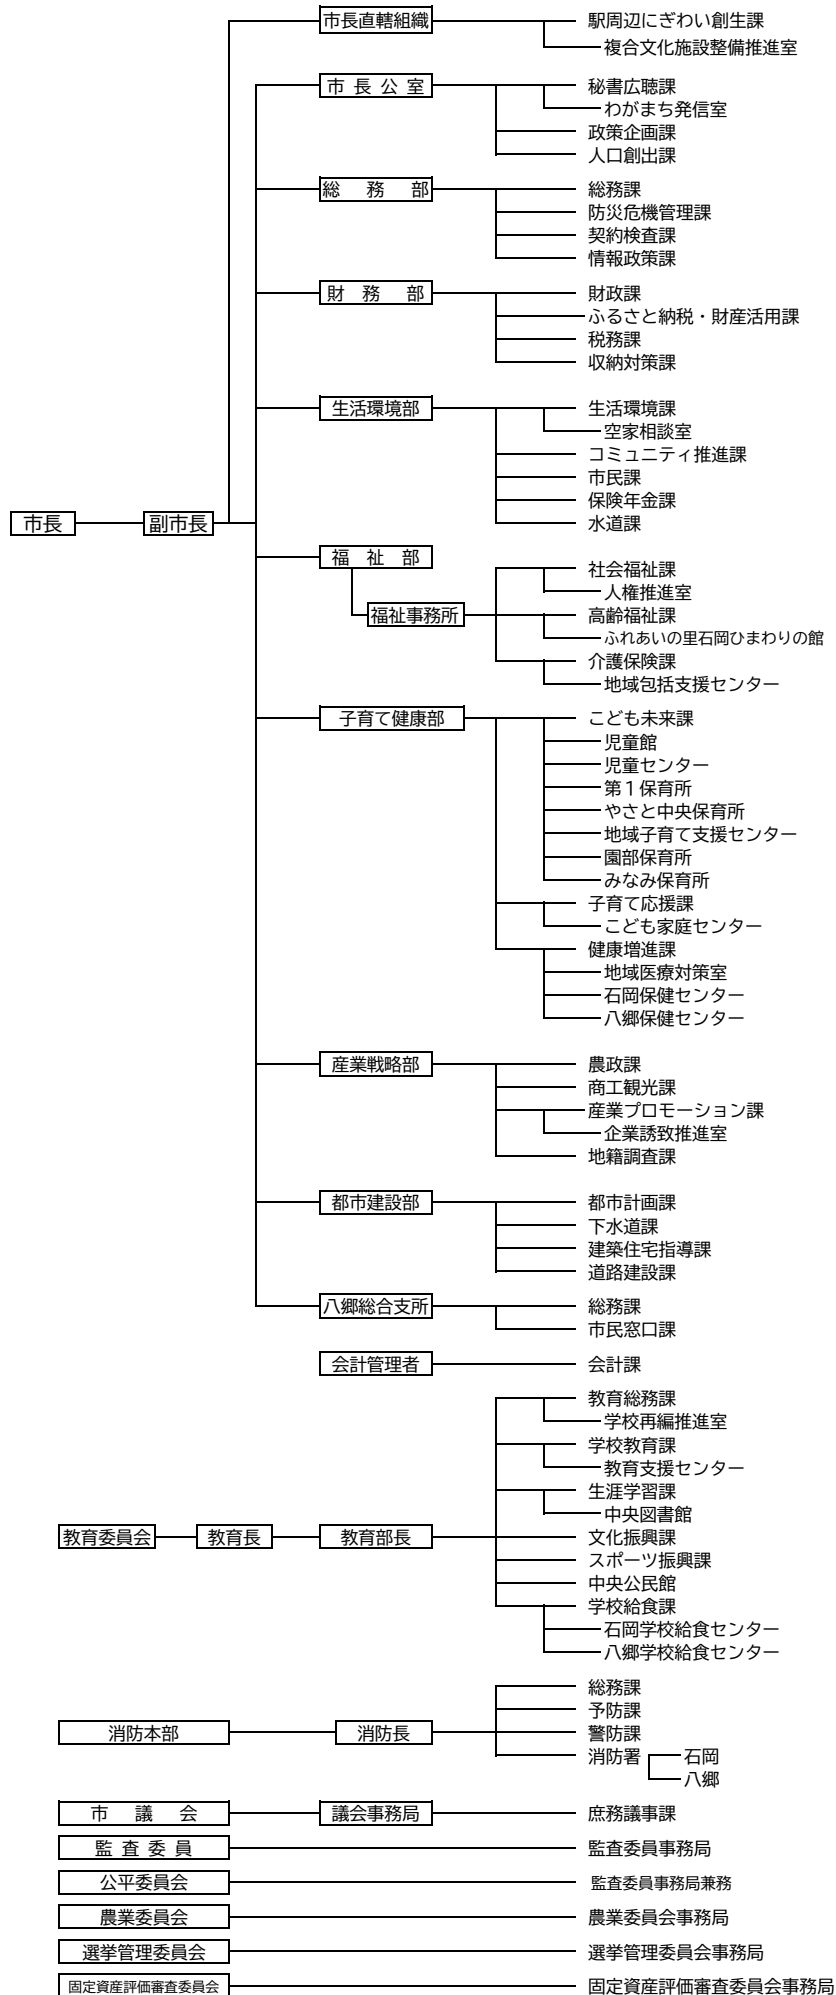 市長直轄組織 駅周辺にぎわい創生課
複合文化施設整備推進室
市長公室 秘書広聴課
わがまち発信室
政策企画課
人口創出課
総務部 総務課
防災危機管理課
契約検査課
情報政策課
財務部 財政課
ふるさと納税・財産活用課
税務課
収納対策課
生活環境部 生活環境課
空家相談室
コミュニティ推進課
市民課
保険年金課
市長 副市長 水道課
福祉部
社会福祉課
人権推進室
福祉事務所 高齢福祉課
ふれあいの里石岡ひまわりの館
介護保険課
地域包括支援センター
子育て健康部 こども未来課
児童館
児童センター
第1保育所
やさと中央保育所
地域子育て支援センター
園部保育所
みなみ保育所
子育て応援課
こども家庭センター
健康増進課
地域医療対策室
石岡保健センター
八郷保健センター
産業戦略部 農政課
商工観光課
産業プロモーション課
企業誘致推進室
地籍調査課
都市建設部 都市計画課
下水道課
建築住宅指導課
道路建設課
八郷総合支所 総務課
市民窓口課
会計管理者 会計課
教育総務課
学校再編推進室
学校教育課
教育支援センター
生涯学習課
中央図書館
教育委員会 教育長 教育部長 文化振興課
スポーツ振興課
中央公民館
学校給食課
石岡学校給食センター
八郷学校給食センター
総務課
予防課
消防本部 消防長 警防課
消防署 石岡
八郷
市議会 議会事務局 庶務議事課
監査委員 監査委員事務局
公平委員会 監査委員事務局兼務
農業委員会 農業委員会事務局
選挙管理委員会 選挙管理委員会事務局
固定資産評価審査委員会 固定資産評価審査委員会事務局